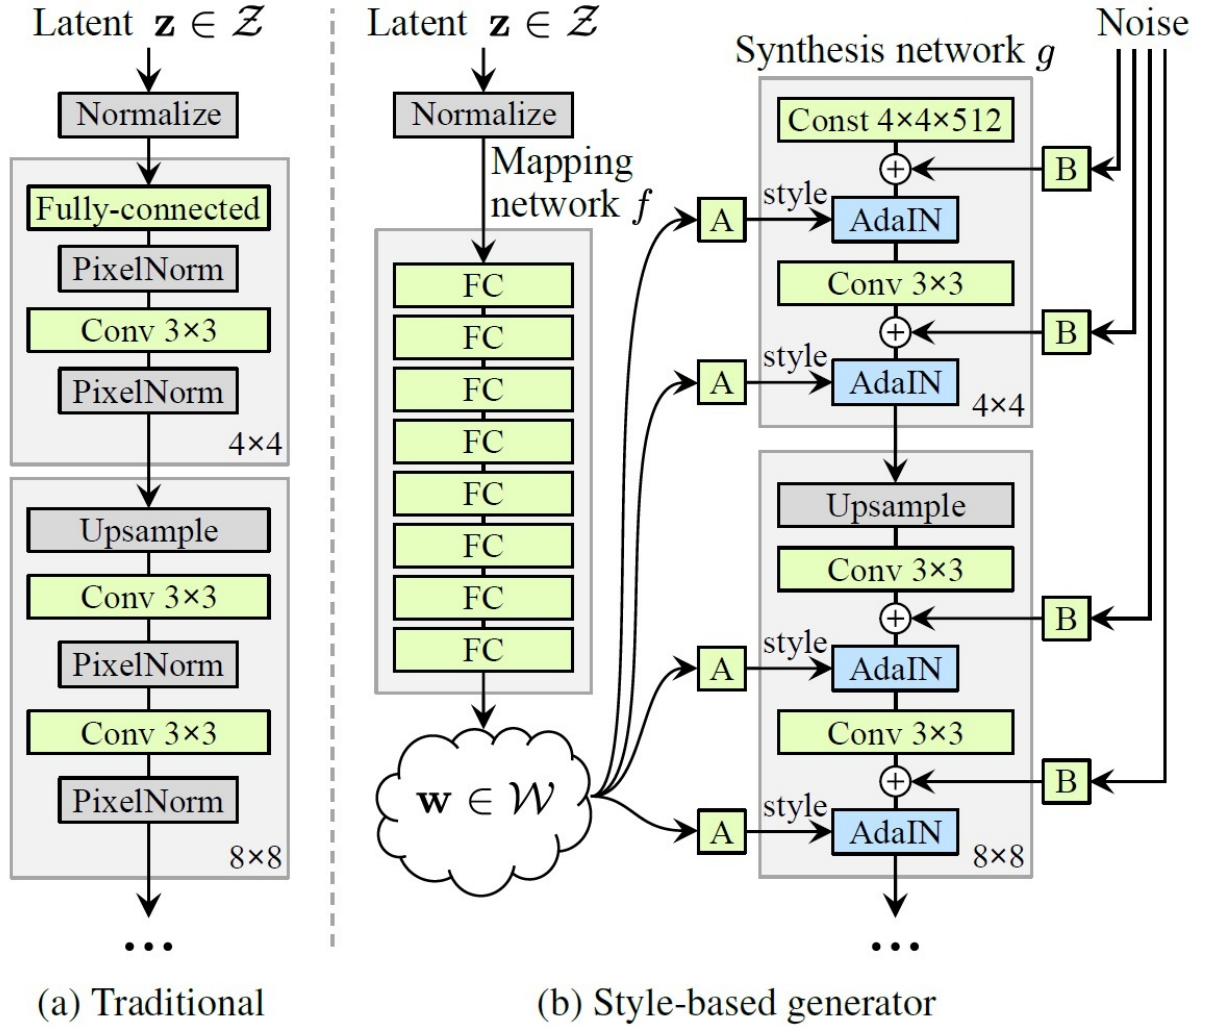 Latent z ∈ 𝒵
Normalize
Fully-connected
PixelNorm
Conv 3×3
PixelNorm
4×4
Upsample
Conv 3×3
PixelNorm
Conv 3×3
PixelNorm
8×8
...
(a) Traditional
Latent z ∈ 𝒵
Normalize
Mapping
network f
FC
FC
FC
FC
FC
FC
FC
FC
w ∈ 𝒲
A
style
A
style
A
style
A
style
Synthesis network g
Const 4×4×512
+
AdaIN
Conv 3×3
+
AdaIN
4×4
Upsample
Conv 3×3
+
AdaIN
Conv 3×3
+
AdaIN
8×8
...
Noise
B
B
B
B
(b) Style-based generator